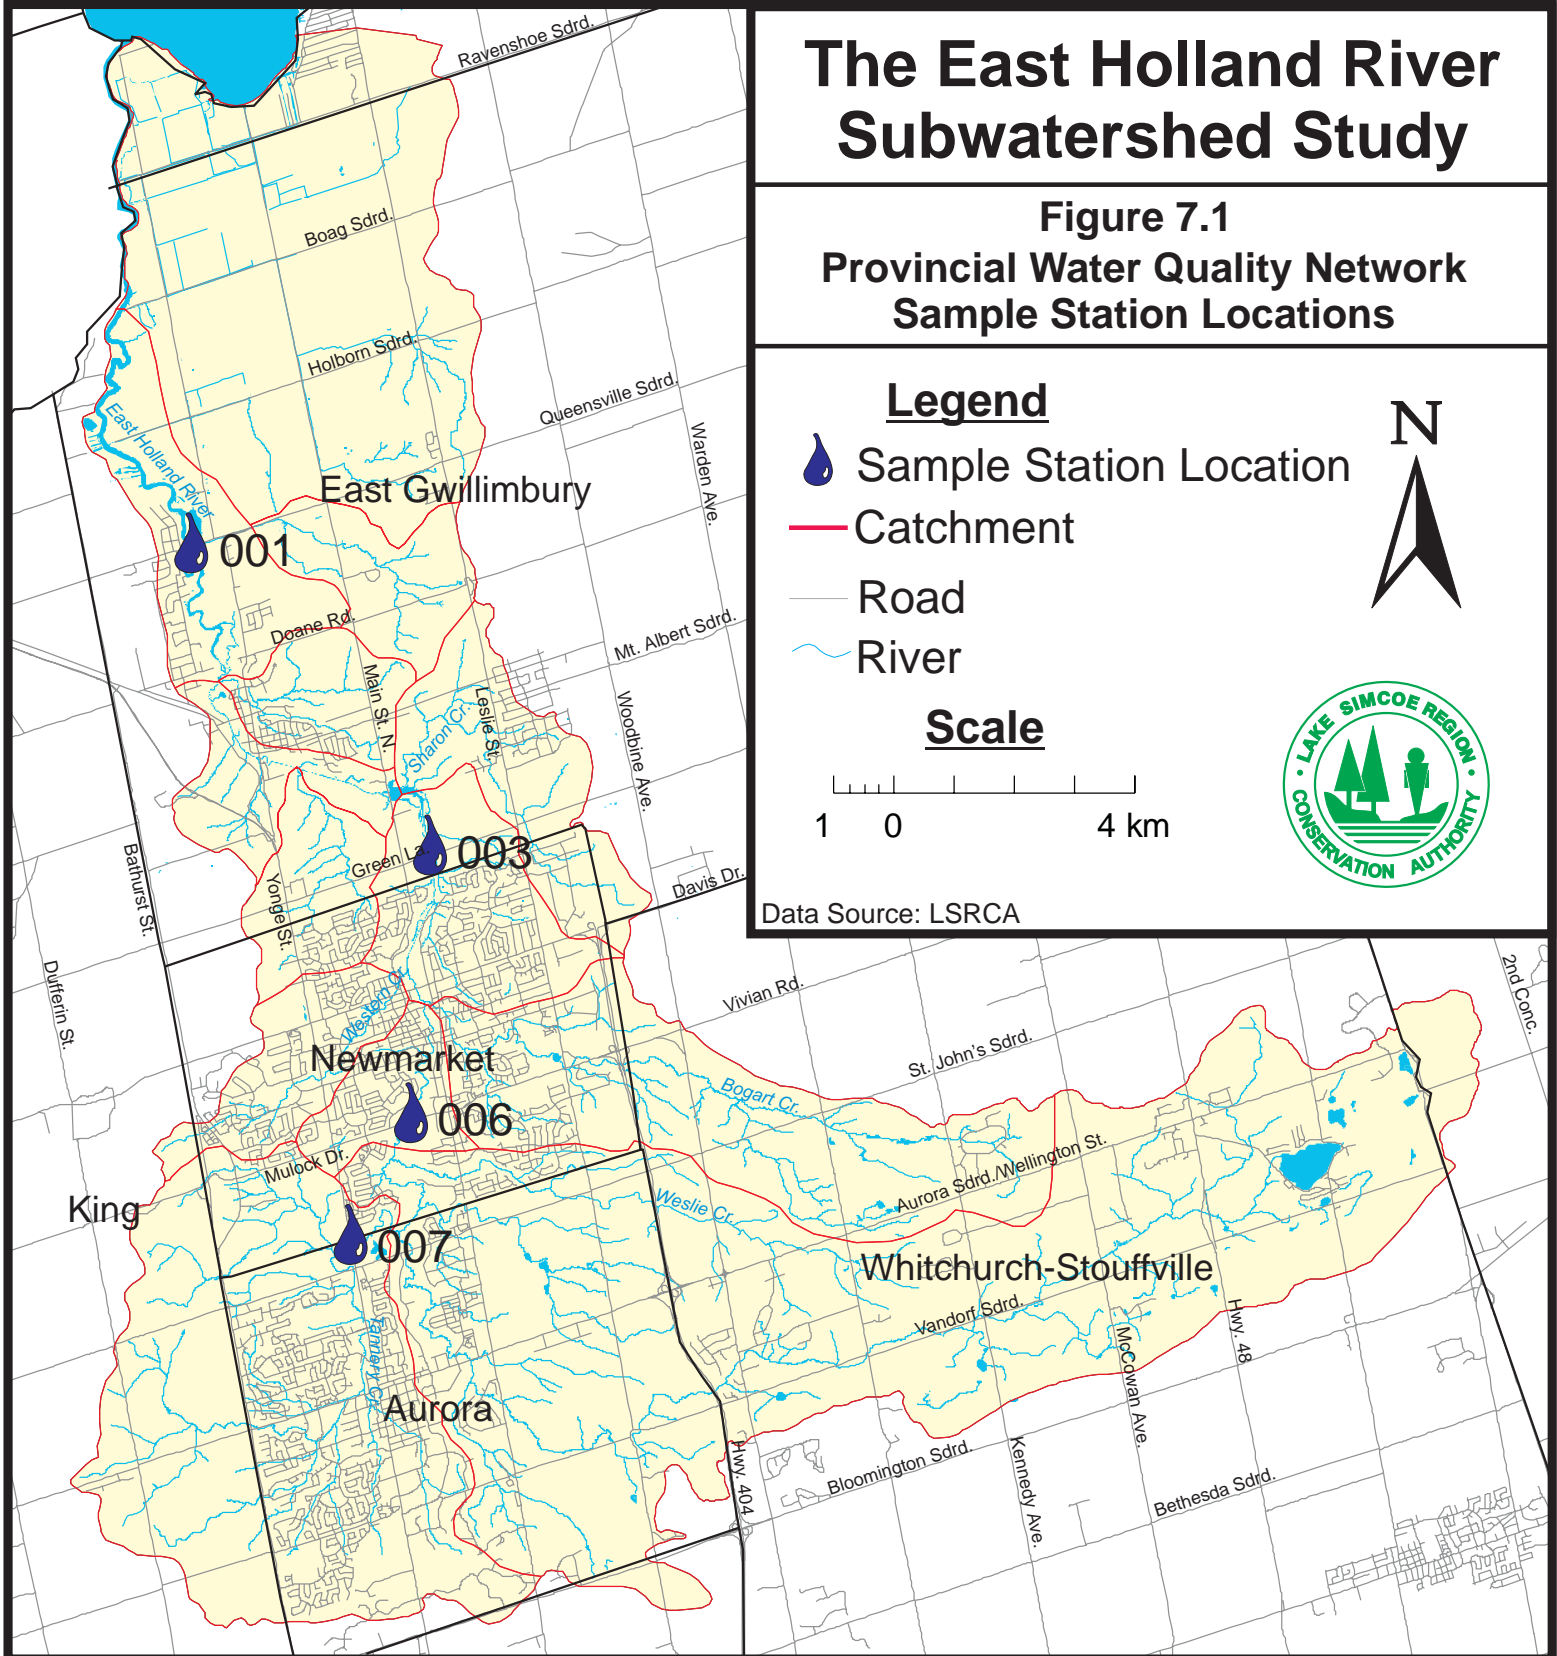 The East Holland River
Subwatershed Study
Figure 7.1
Provincial Water Quality Network
Sample Station Locations
Legend
Sample Station Location
Catchment
Road
River
N
Scale
1 0 4 km
LAKE SIMCOE REGION
CONSERVATION AUTHORITY
Data Source: LSRCA
Ravenshoe Sdrd.
Boag Sdrd.
Holborn Sdrd.
Queensville Sdrd.
Warden Ave.
East Holland River
East Gwillimbury
001
Doane Rd.
Mt. Albert Sdrd.
Main St. N.
Leslie St.
Sharon Cr.
Woodbine Ave.
Green La.
003
Bathurst St.
Yonge St.
Davis Dr.
Dufferin St.
Western Cr.
Vivian Rd.
2nd Conc.
St. John's Sdrd.
Newmarket
006
Bogart Cr.
Mulock Dr.
Aurora Sdrd./Wellington St.
King
Weslie Cr.
007
Whitchurch-Stouffville
Vandorf Sdrd.
Tannery Cr.
Aurora
McCowan Ave.
Hwy. 48
Hwy. 404
Bloomington Sdrd.
Kennedy Ave.
Bethesda Sdrd.